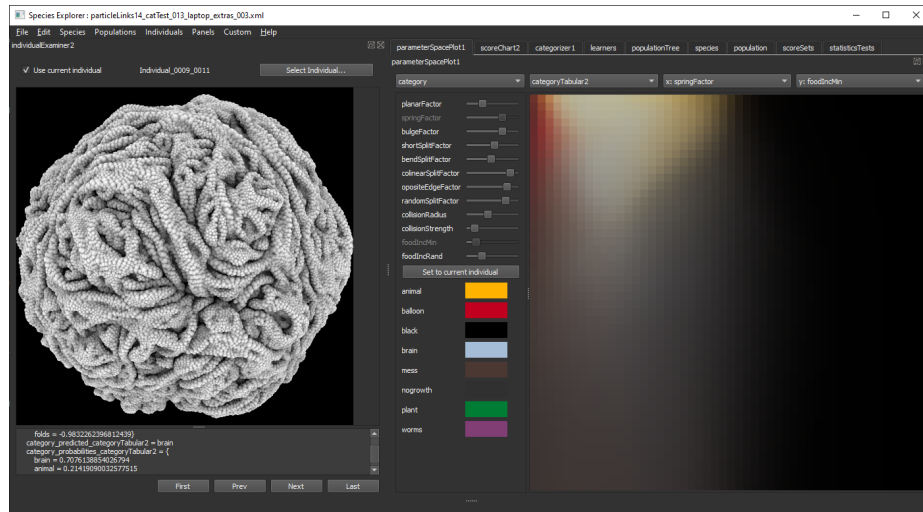 Species Explorer : particleLinks14_catTest_013_laptop_extras_003.xml
File Edit Species Populations Individuals Panels Custom Help
individualExaminer2
Use current individual Individual_0009_0011 Select Individual...
folds = -0.9832262396812439}
category_predicted_categoryTabular2 = brain
category_probabilities_categoryTabular2 = {
brain = 0.7076138854026794
animal = 0.21419090032577515
First Prev Next Last
parameterSpacePlot1 scoreChart2 categorizer1 learners populationTree species population scoreSets statisticsTests
parameterSpacePlot1
category categoryTabular2 x: springFactor y: foodIncMin
planarFactor
springFactor
bulgeFactor
shortSplitFactor
bendSplitFactor
colinearSplitFactor
opositeEdgeFactor
randomSplitFactor
collisionRadius
collisionStrength
foodIncMin
foodIncRand
Set to current individual
animal
balloon
black
brain
mess
nogrowth
plant
worms